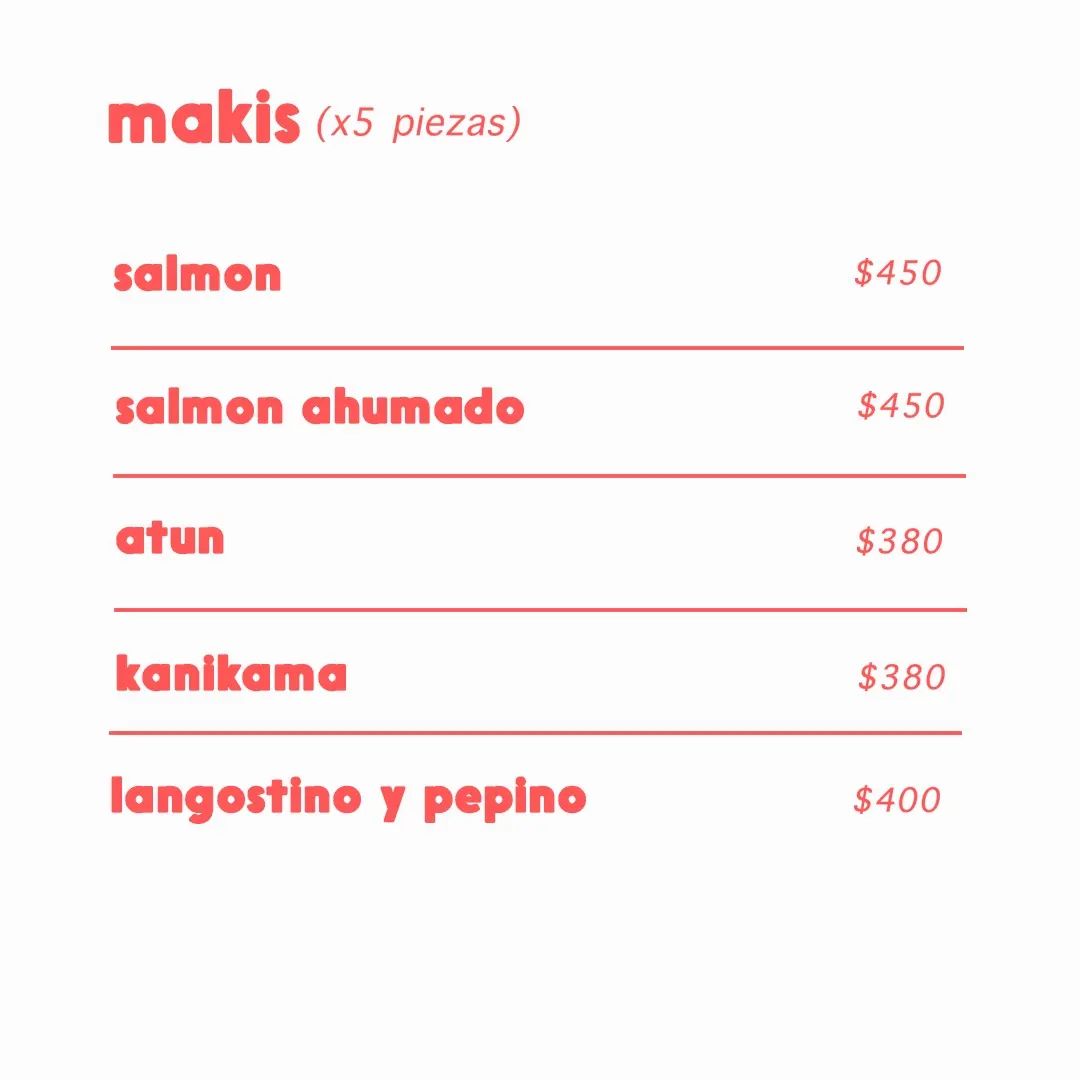 makis (x5 piezas)
salmon $450
salmon ahumado $450
atun $380
kanikama $380
langostino y pepino $400